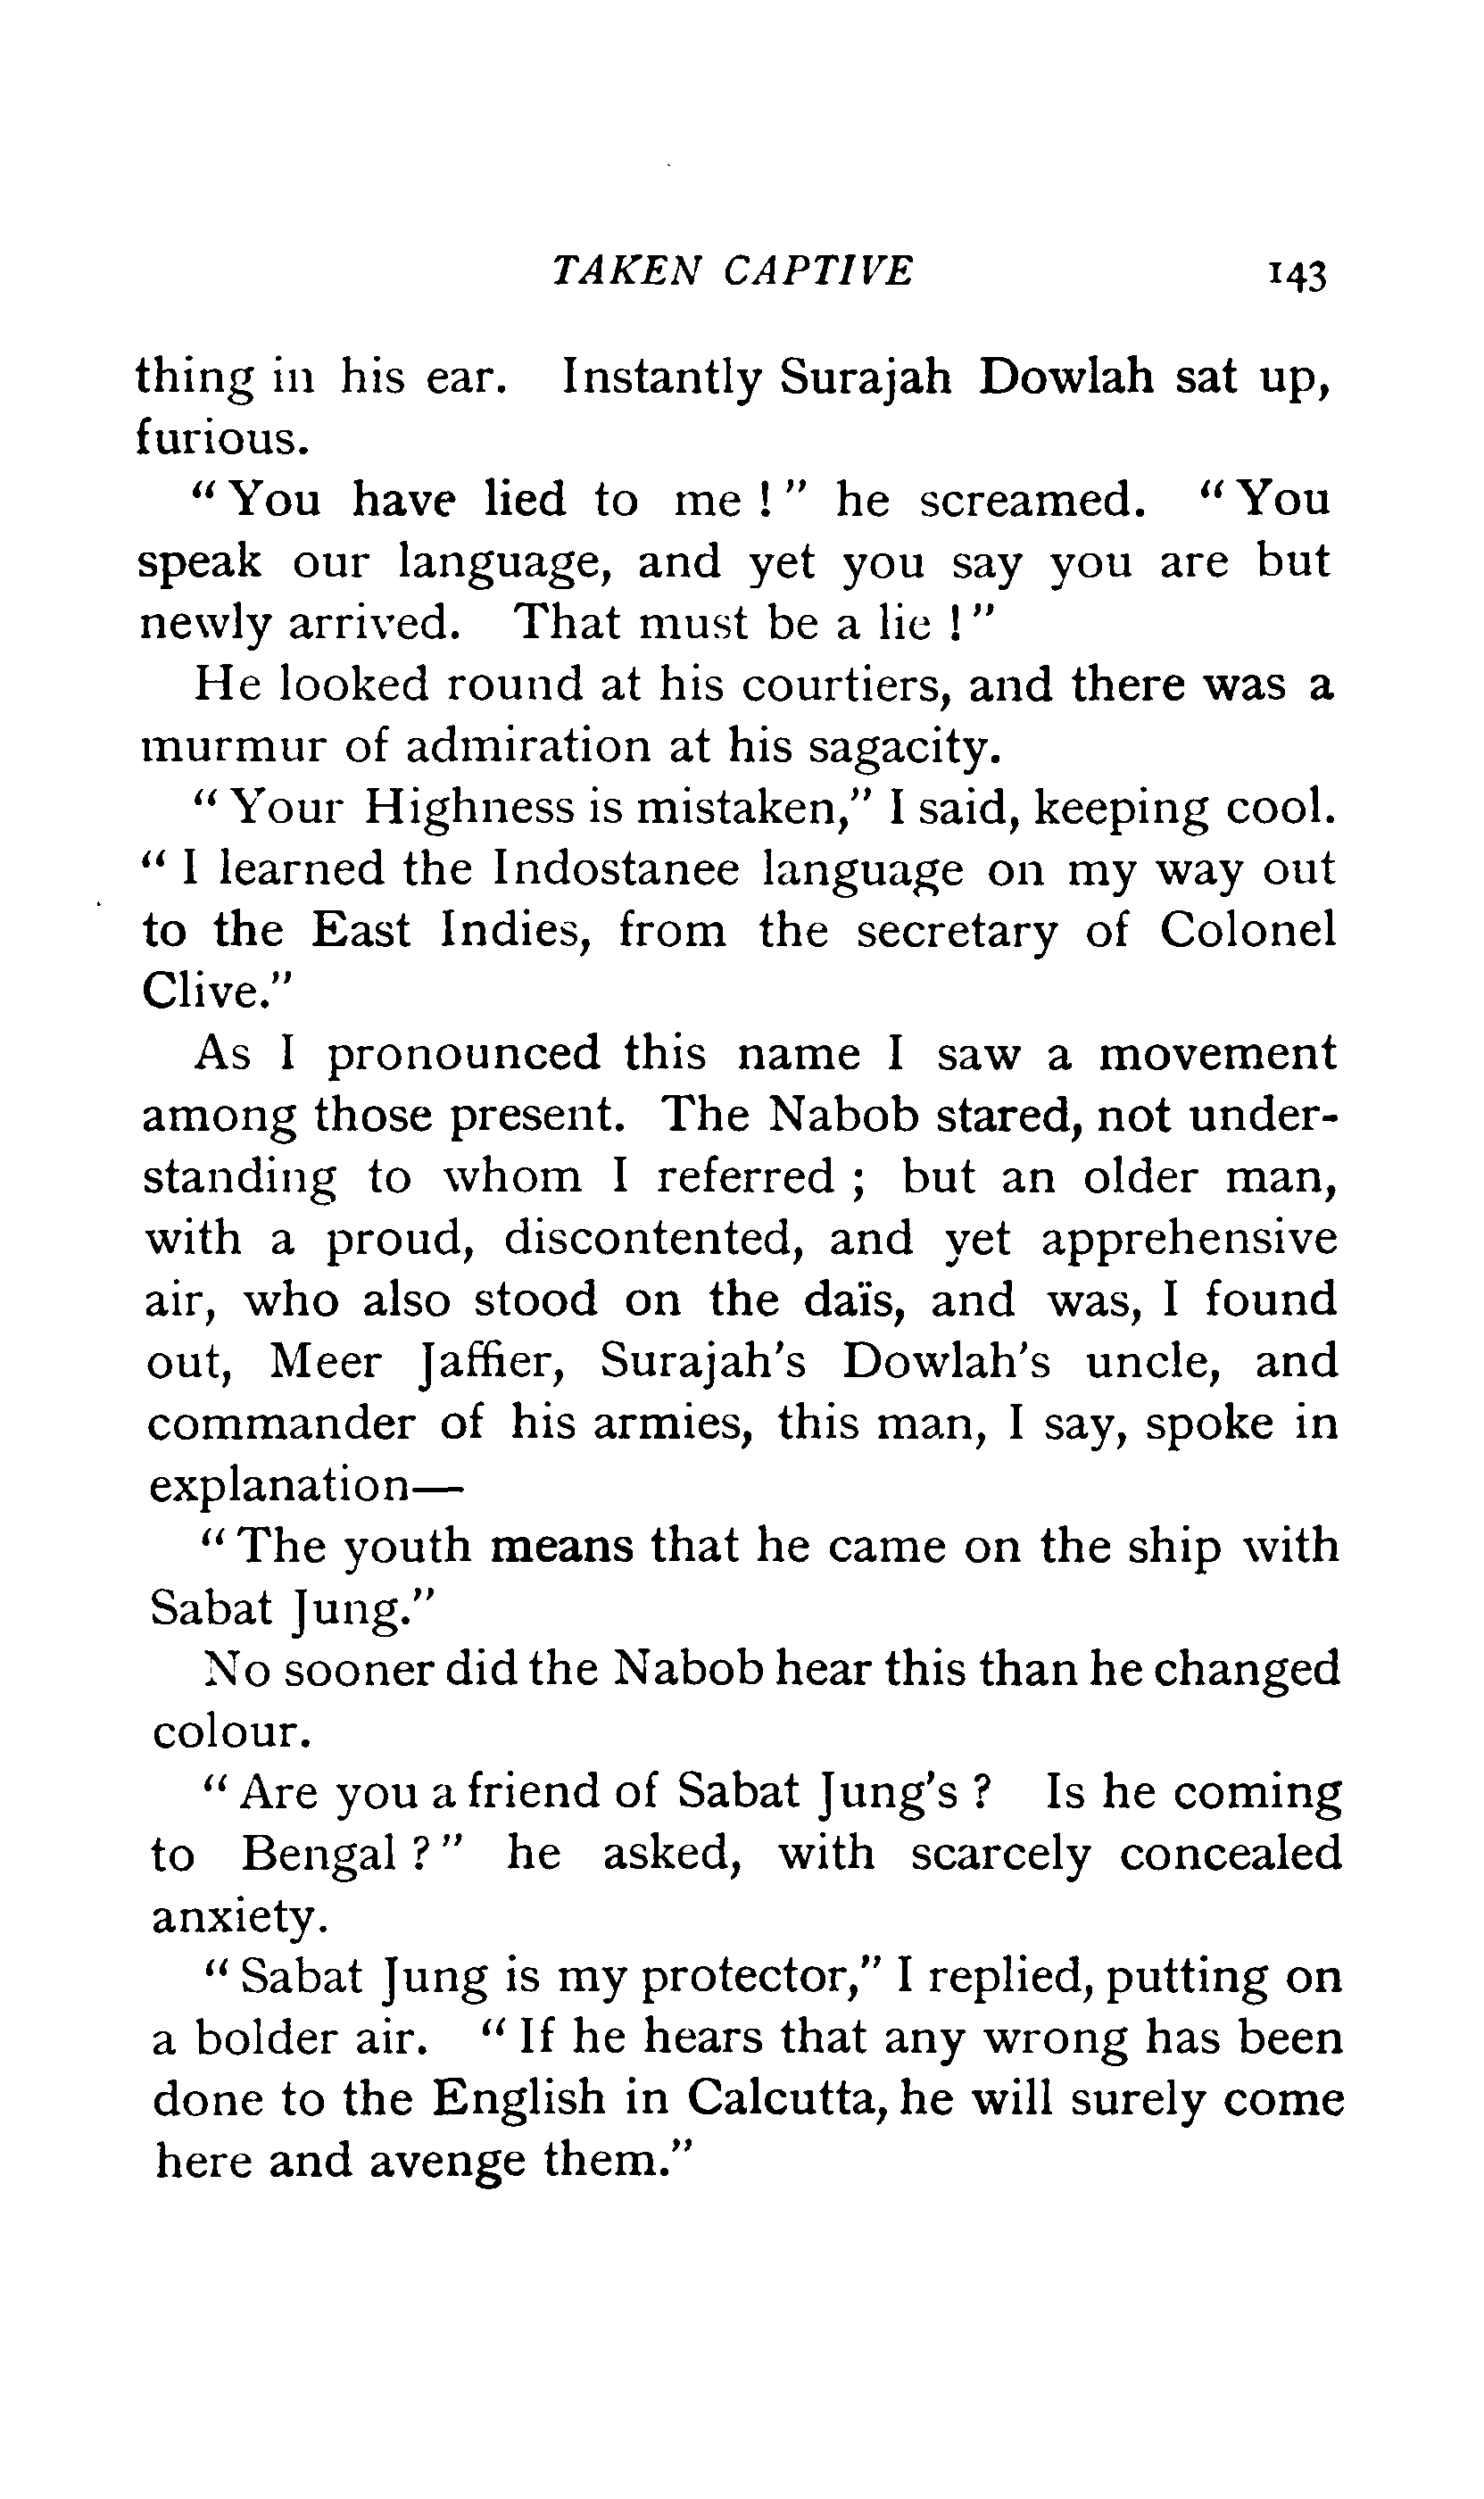 TAKEN CAPTIVE 143
thing in his ear. Instantly Surajah Dowlah sat up,
furious.
"You have lied to me!" he screamed. "You
speak our language, and yet you say you are but
newly arrived. That must be a lie!"
He looked round at his courtiers, and there was a
murmur of admiration at his sagacity.
"Your Highness is mistaken," I said, keeping cool.
"I learned the Indostanee language on my way out
to the East Indies, from the secretary of Colonel
Clive."
As I pronounced this name I saw a movement
among those present. The Nabob stared, not under-
standing to whom I referred; but an older man,
with a proud, discontented, and yet apprehensive
air, who also stood on the daïs, and was, I found
out, Meer Jaffier, Surajah's Dowlah's uncle, and
commander of his armies, this man, I say, spoke in
explanation—
"The youth means that he came on the ship with
Sabat Jung."
No sooner did the Nabob hear this than he changed
colour.
"Are you a friend of Sabat Jung's? Is he coming
to Bengal?" he asked, with scarcely concealed
anxiety.
"Sabat Jung is my protector," I replied, putting on
a bolder air. "If he hears that any wrong has been
done to the English in Calcutta, he will surely come
here and avenge them."